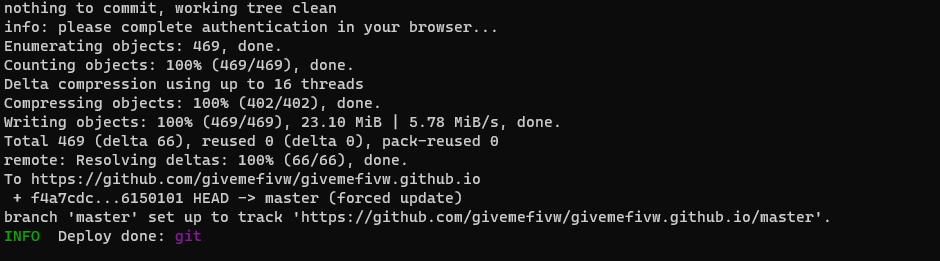 nothing to commit, working tree clean
info: please complete authentication in your browser...
Enumerating objects: 469, done.
Counting objects: 100% (469/469), done.
Delta compression using up to 16 threads
Compressing objects: 100% (402/402), done.
Writing objects: 100% (469/469), 23.10 MiB | 5.78 MiB/s, done.
Total 469 (delta 66), reused 0 (delta 0), pack-reused 0
remote: Resolving deltas: 100% (66/66), done.
To https://github.com/givemefivw/givemefivw.github.io
 + f4a7cdc...6150101 HEAD -> master (forced update)
branch 'master' set up to track 'https://github.com/givemefivw/givemefivw.github.io/master'.
INFO  Deploy done: git